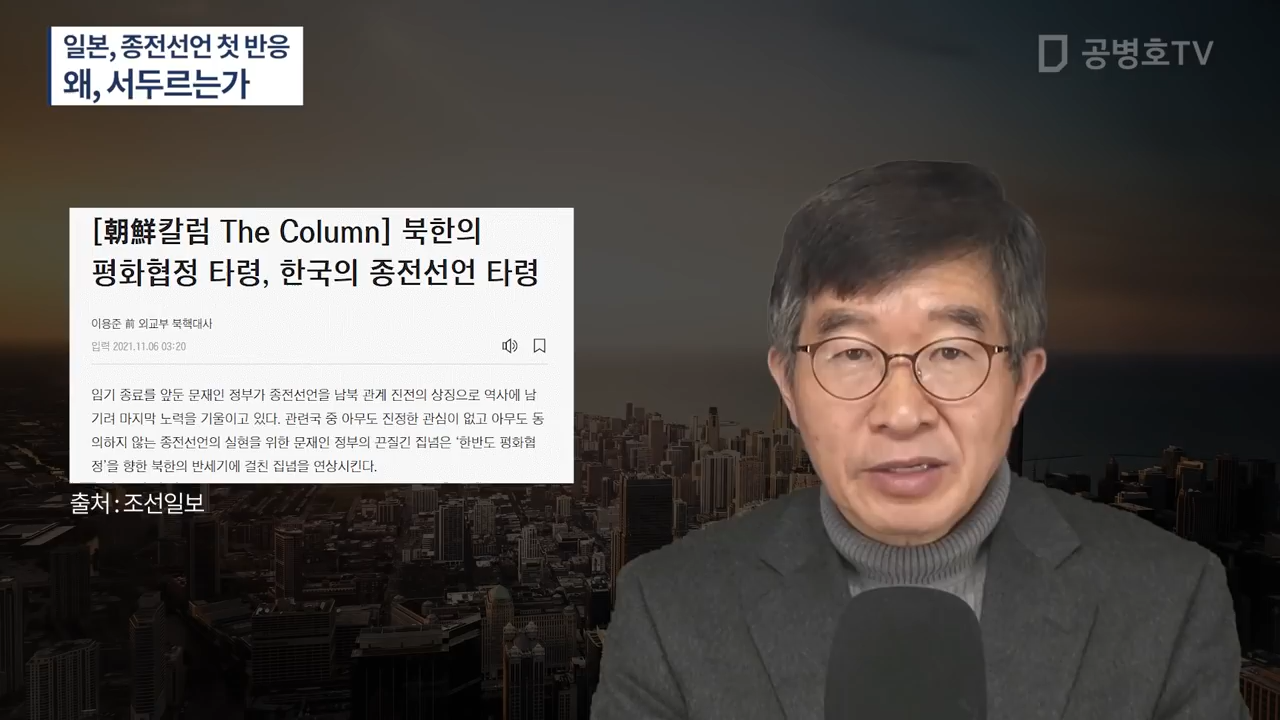 일본, 종전선언 첫 반응
왜, 서두르는가
공병호TV
[朝鮮칼럼 The Column] 북한의
평화협정 타령, 한국의 종전선언 타령
이용준 前 외교부 북핵대사
입력 2021.11.06 03:20
임기 종료를 앞둔 문재인 정부가 종전선언을 남북 관계 진전의 상징으로 역사에 남
기려 마지막 노력을 기울이고 있다. 관련국 중 아무도 진정한 관심이 없고 아무도 동
의하지 않는 종전선언의 실현을 위한 문재인 정부의 끈질긴 집념은 ‘한반도 평화협
정’을 향한 북한의 반세기에 걸친 집념을 연상시킨다.
출처 : 조선일보